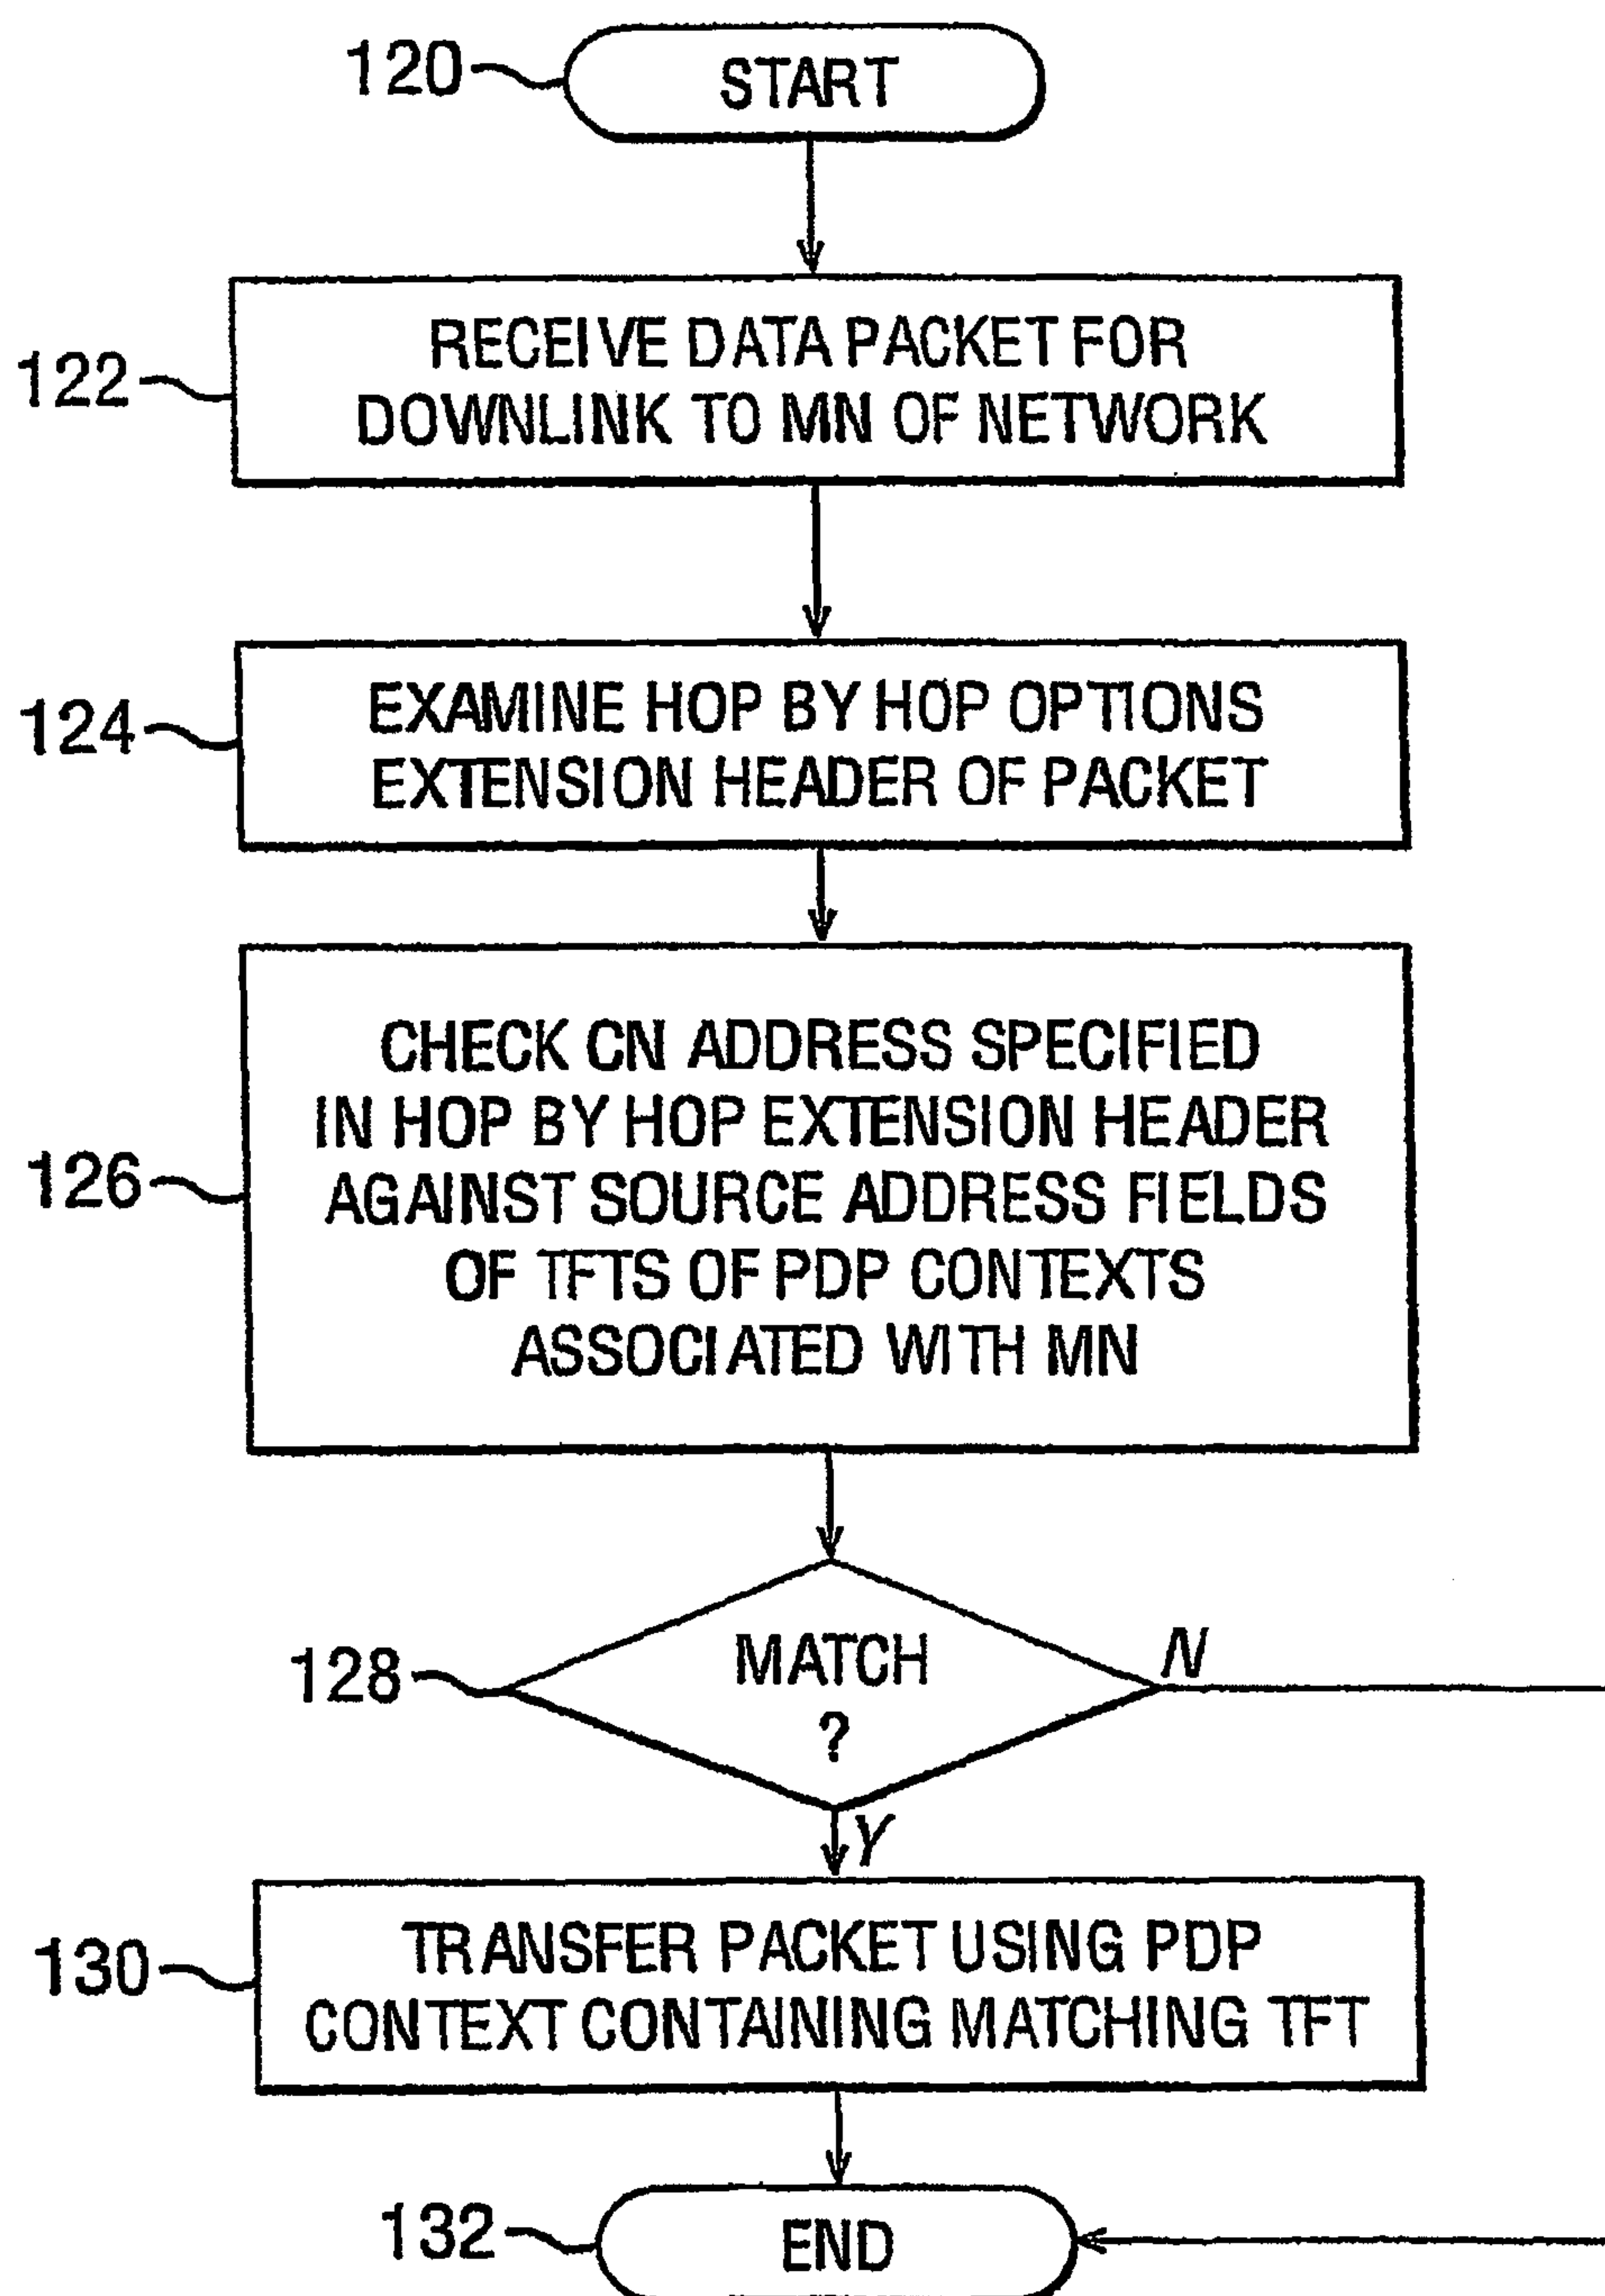 120
START
122
RECEIVE DATA PACKET FOR
DOWNLINK TO MN OF NETWORK
124
EXAMINE HOP BY HOP OPTIONS
EXTENSION HEADER OF PACKET
126
CHECK CN ADDRESS SPECIFIED
IN HOP BY HOP EXTENSION HEADER
AGAINST SOURCE ADDRESS FIELDS
OF TFTS OF PDP CONTEXTS
ASSOCIATED WITH MN
128
MATCH
?
N
Y
130
TRANSFER PACKET USING PDP
CONTEXT CONTAINING MATCHING TFT
132
END